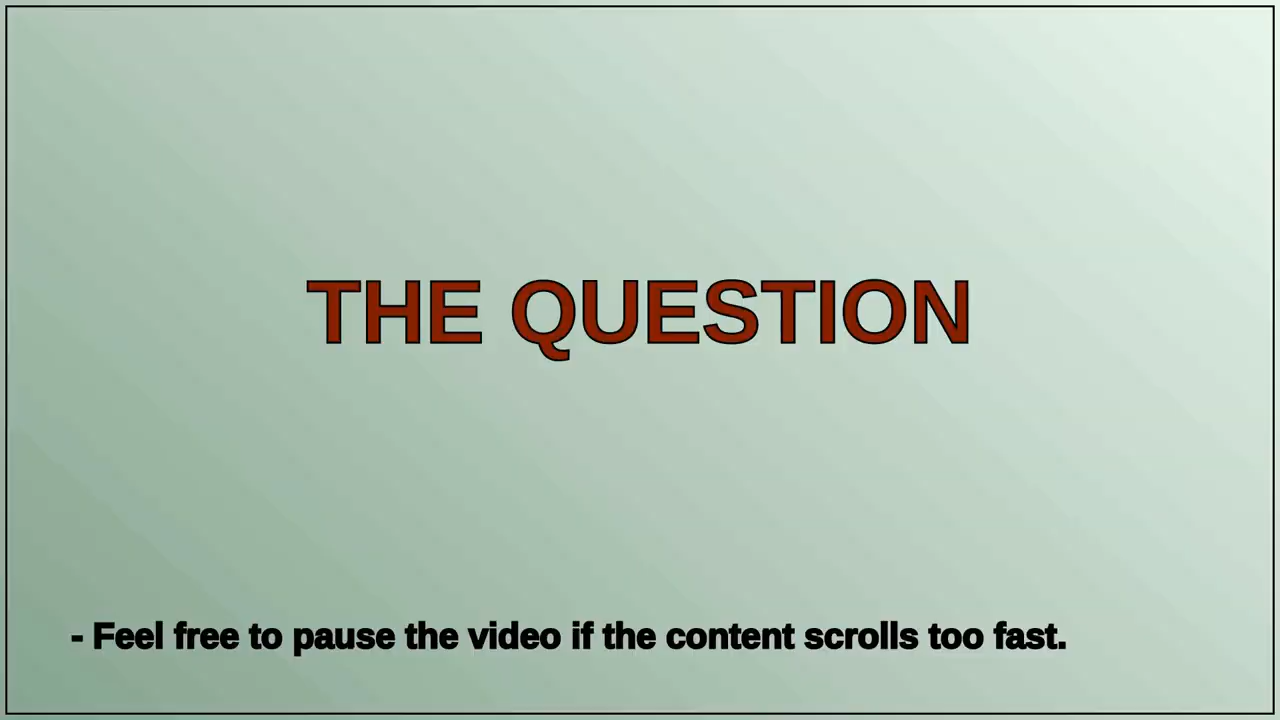 THE QUESTION
- Feel free to pause the video if the content scrolls too fast.